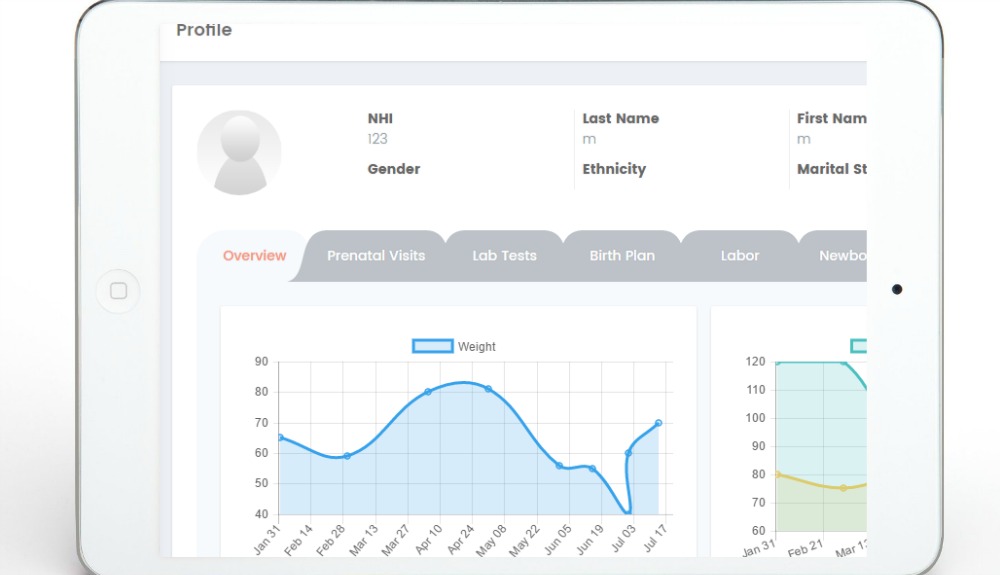 Profile
NHI
123
Last Name
m
First Nam
m
Gender
Ethnicity
Marital St
Overview
Prenatal Visits
Lab Tests
Birth Plan
Labor
Newbo
Weight
90
80
70
60
50
40
Jan 31
Feb 14
Feb 28
Mar 13
Mar 27
Apr 10
Apr 24
May 08
May 22
Jun 05
Jun 19
Jul 03
Jul 17
120
110
100
90
80
70
60
Jan 31
Feb 21
Mar 1